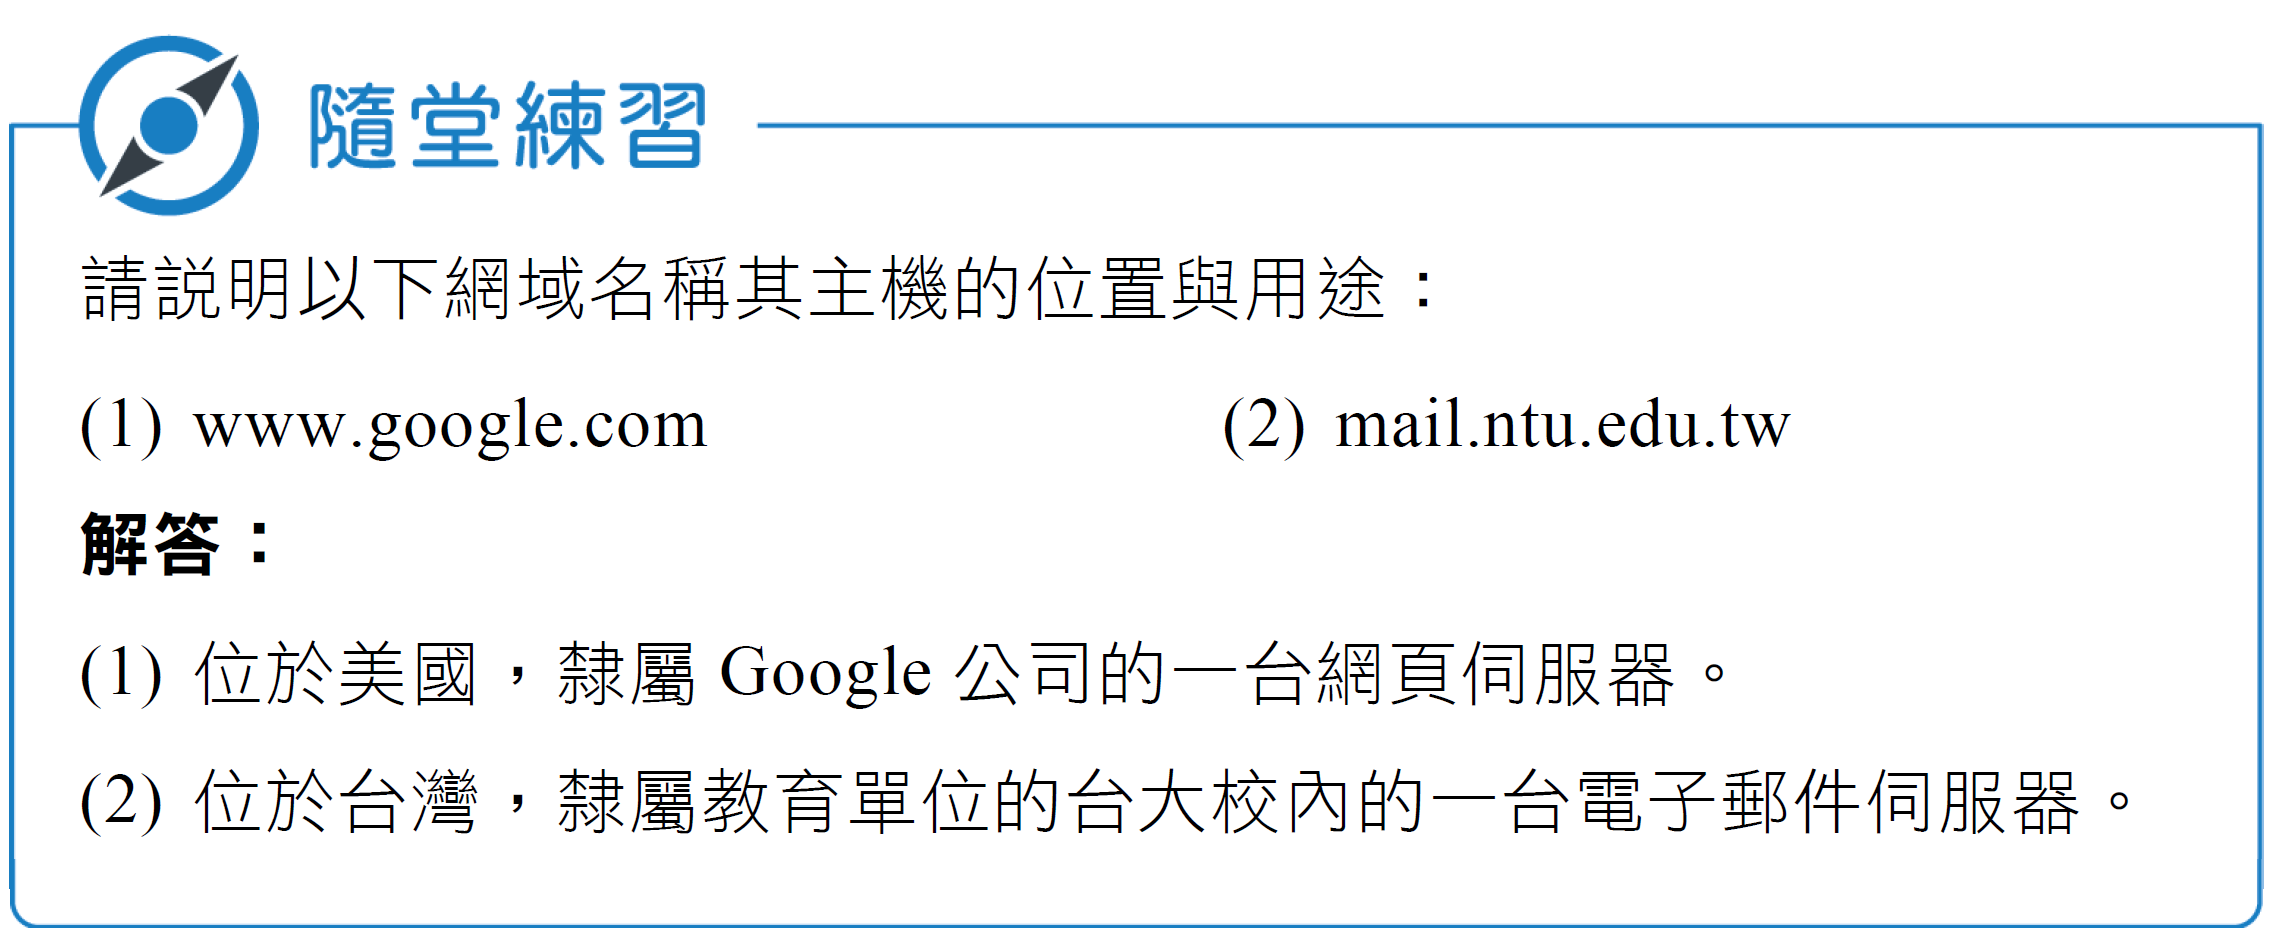 隨堂練習
請説明以下網域名稱其主機的位置與用途：
(1) www.google.com (2) mail.ntu.edu.tw
解答：
(1) 位於美國，隸屬 Google 公司的一台網頁伺服器。
(2) 位於台灣，隸屬教育單位的台大校內的一台電子郵件伺服器。